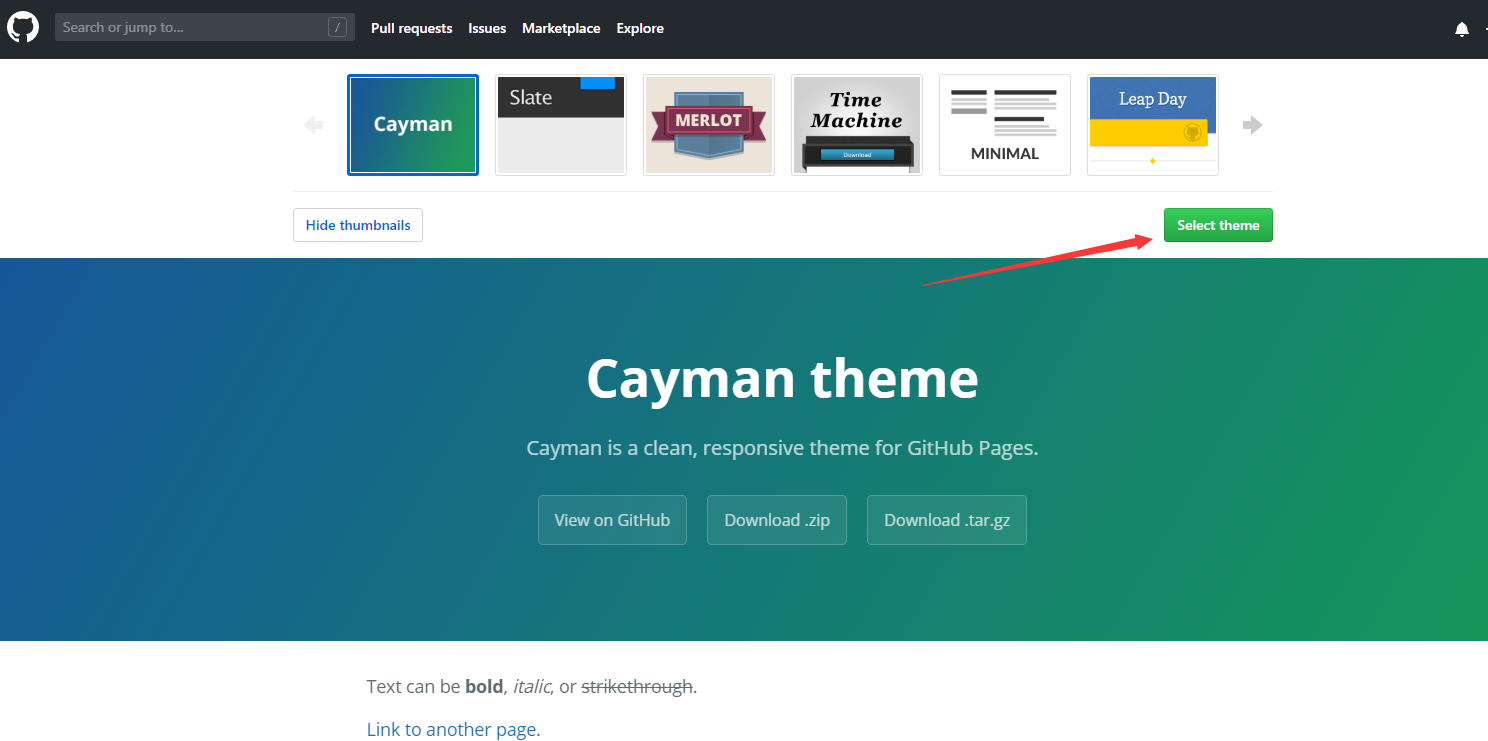 Search or jump to... / Pull requests Issues Marketplace Explore
Cayman
Slate
MERLOT
Time
Machine
Download
MINIMAL
Leap Day
Hide thumbnails
Select theme
Cayman theme
Cayman is a clean, responsive theme for GitHub Pages.
View on GitHub Download .zip Download .tar.gz
Text can be bold, italic, or strikethrough.
Link to another page.